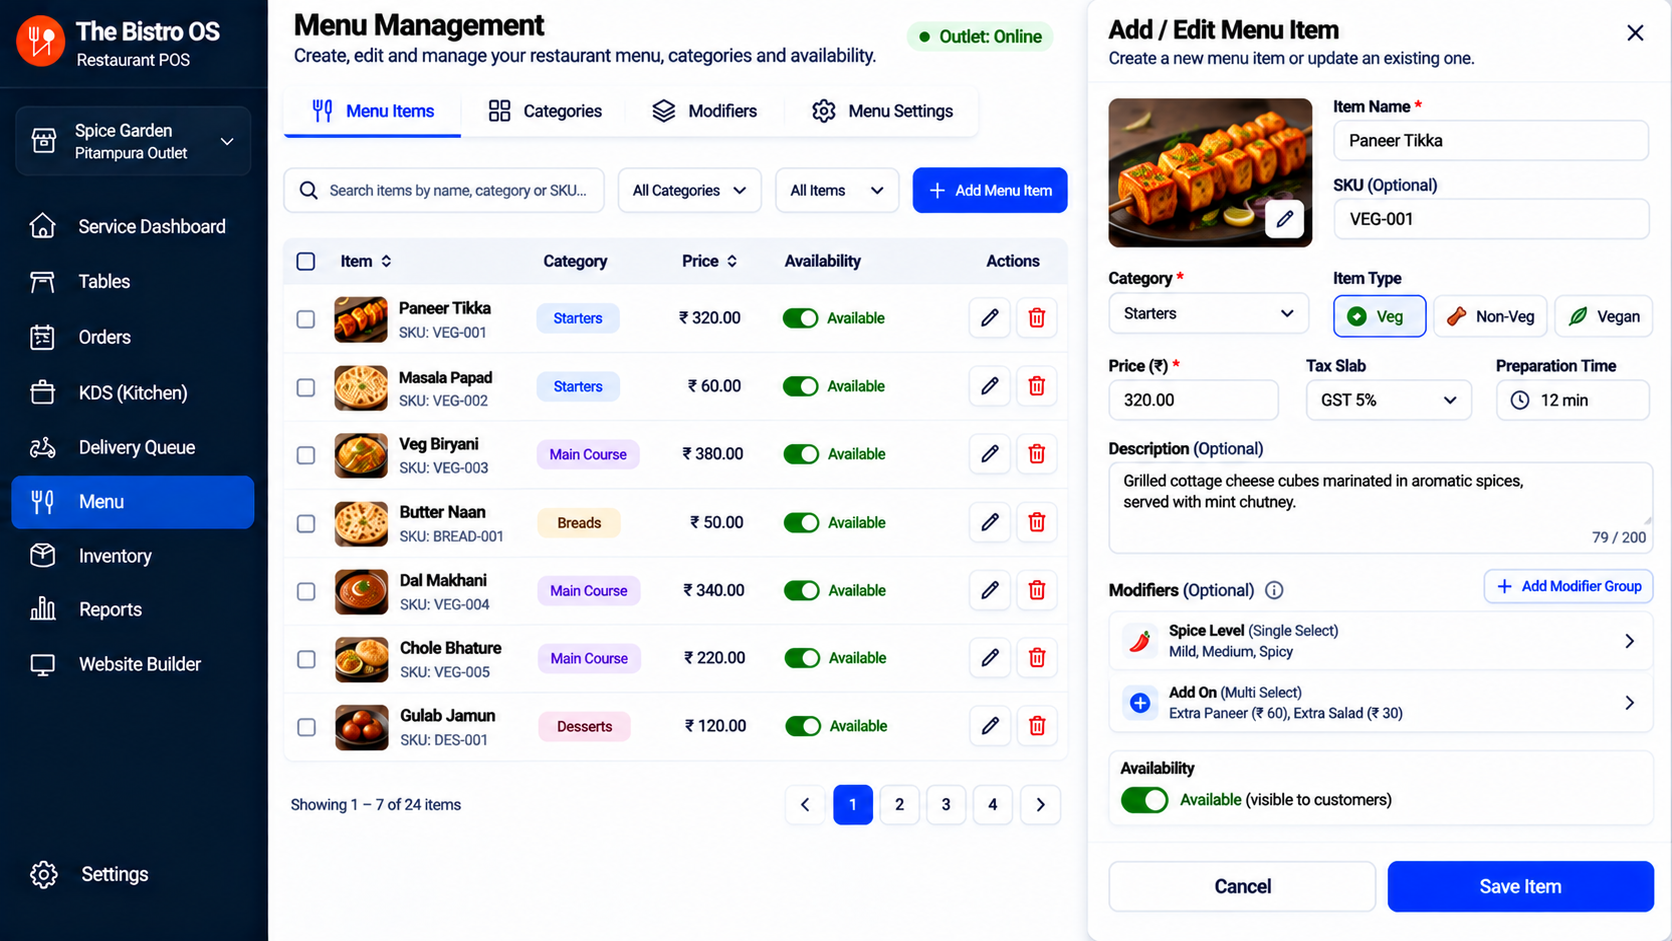 The Bistro OS
Restaurant POS
Spice Garden
Pitampura Outlet
Service Dashboard
Tables
Orders
KDS (Kitchen)
Delivery Queue
Menu
Inventory
Reports
Website Builder
Settings
Menu Management
Create, edit and manage your restaurant menu, categories and availability.
Outlet: Online
Menu Items
Categories
Modifiers
Menu Settings
Search items by name, category or SKU...
All Categories
All Items
+ Add Menu Item
Item Category Price Availability Actions
Paneer Tikka
SKU: VEG-001
Starters
₹ 320.00
Available
Masala Papad
SKU: VEG-002
Starters
₹ 60.00
Available
Veg Biryani
SKU: VEG-003
Main Course
₹ 380.00
Available
Butter Naan
SKU: BREAD-001
Breads
₹ 50.00
Available
Dal Makhani
SKU: VEG-004
Main Course
₹ 340.00
Available
Chole Bhature
SKU: VEG-005
Main Course
₹ 220.00
Available
Gulab Jamun
SKU: DES-001
Desserts
₹ 120.00
Available
Showing 1 – 7 of 24 items
1 2 3 4
Add / Edit Menu Item
Create a new menu item or update an existing one.
Item Name *
Paneer Tikka
SKU (Optional)
VEG-001
Category *
Starters
Item Type
Veg
Non-Veg
Vegan
Price (₹) *
320.00
Tax Slab
GST 5%
Preparation Time
12 min
Description (Optional)
Grilled cottage cheese cubes marinated in aromatic spices,
served with mint chutney.
79 / 200
Modifiers (Optional)
+ Add Modifier Group
Spice Level (Single Select)
Mild, Medium, Spicy
Add On (Multi Select)
Extra Paneer (₹ 60), Extra Salad (₹ 30)
Availability
Available (visible to customers)
Cancel
Save Item